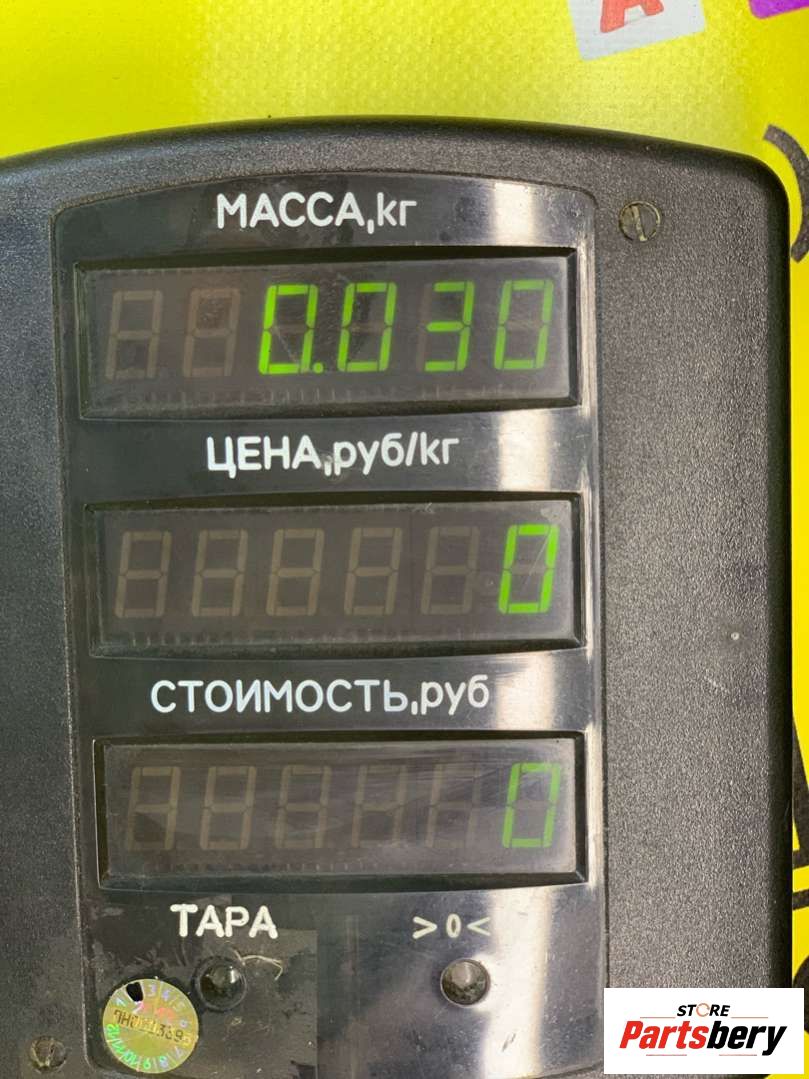 А
МАССА,кг
0.030
ЦЕНА,руб/кг
0
СТОИМОСТЬ,руб
0
ТАРА >0<
STORE
Partsbery